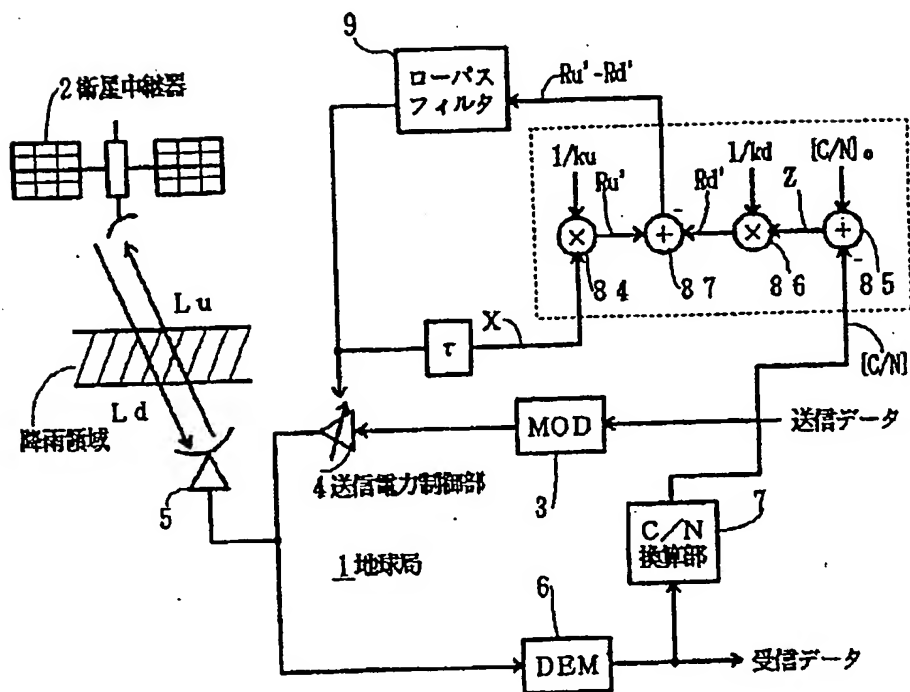 9
ローパス
フィルタ
Ru'-Rd'
2 衛星中継器
1/ku
Ru'
Rd'
1/kd
Z
[C/N]₀
×
+
-
×
+
-
84
87
86
85
Lu
Ld
降雨領域
τ
X
[C/N]
MOD
送信データ
4 送信電力制御部
3
5
C/N
換算部
7
1 地球局
6
DEM
受信データ